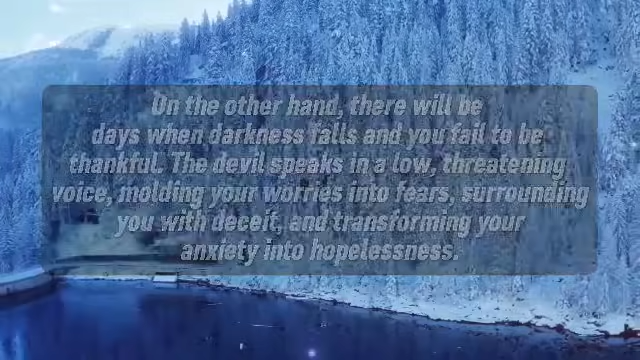 On the other hand, there will be
days when darkness falls and you fail to be
thankful. The devil speaks in a low, threatening
voice, molding your worries into fears, surrounding
you with deceit, and transforming your
anxiety into hopelessness.